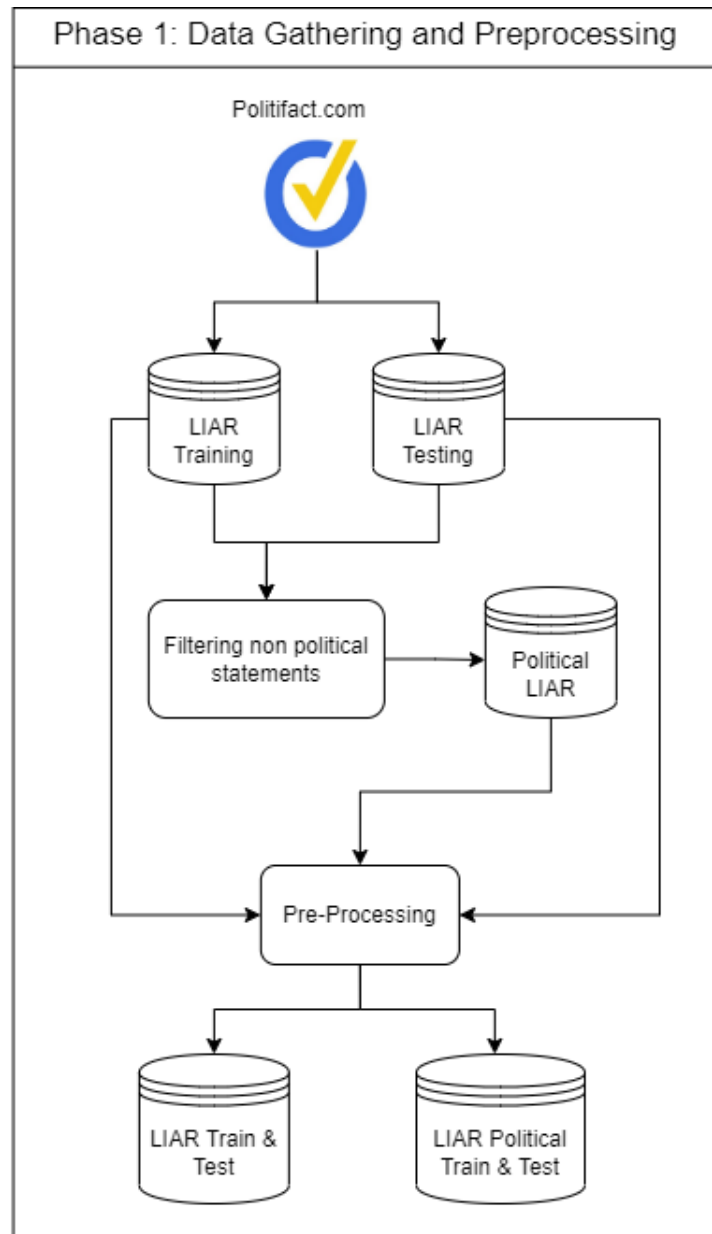 Phase 1: Data Gathering and Preprocessing
Politifact.com
LIAR
Training
LIAR
Testing
Filtering non political
statements
Political
LIAR
Pre-Processing
LIAR Train &
Test
LIAR Political
Train & Test